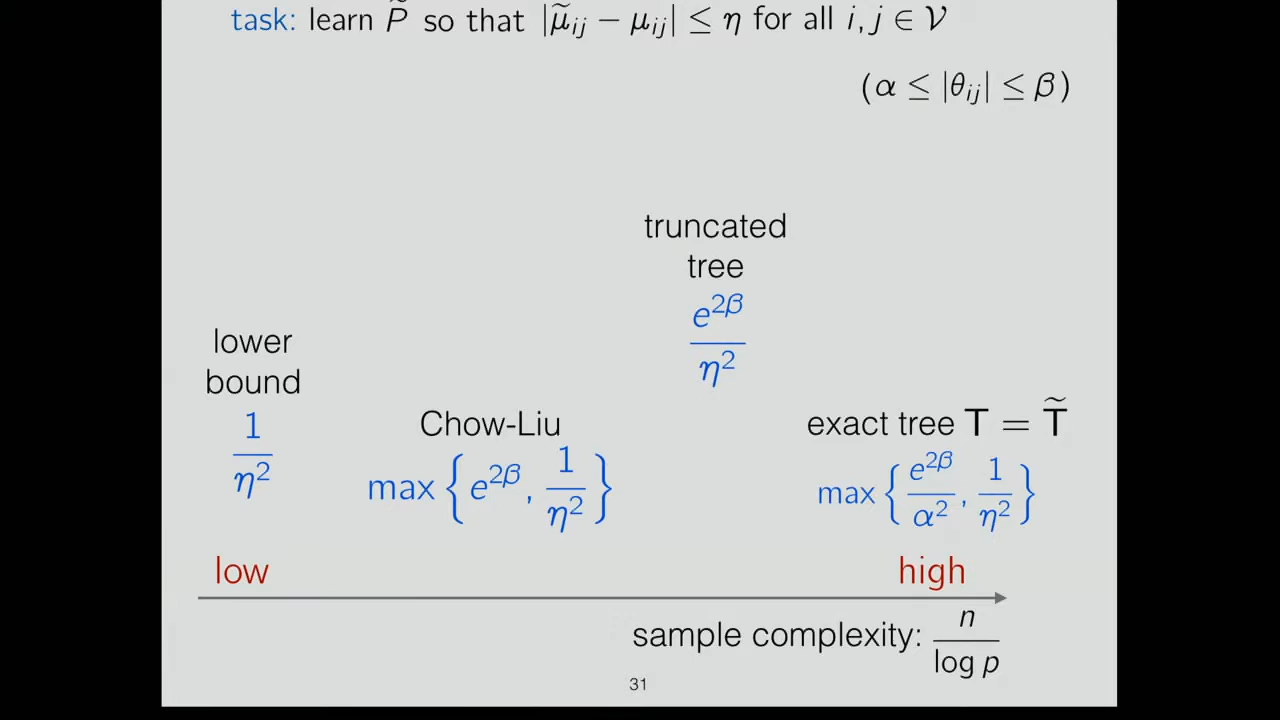 task: learn P̃ so that |μ̃ᵢⱼ − μᵢⱼ| ≤ η for all i, j ∈ 𝒱
(α ≤ |θᵢⱼ| ≤ β)
truncated
tree
e^{2β} / η²
lower
bound
1 / η²
Chow-Liu
max { e^{2β}, 1/η² }
exact tree T = T̃
max { e^{2β}/α², 1/η² }
low
high
sample complexity: n / log p
31